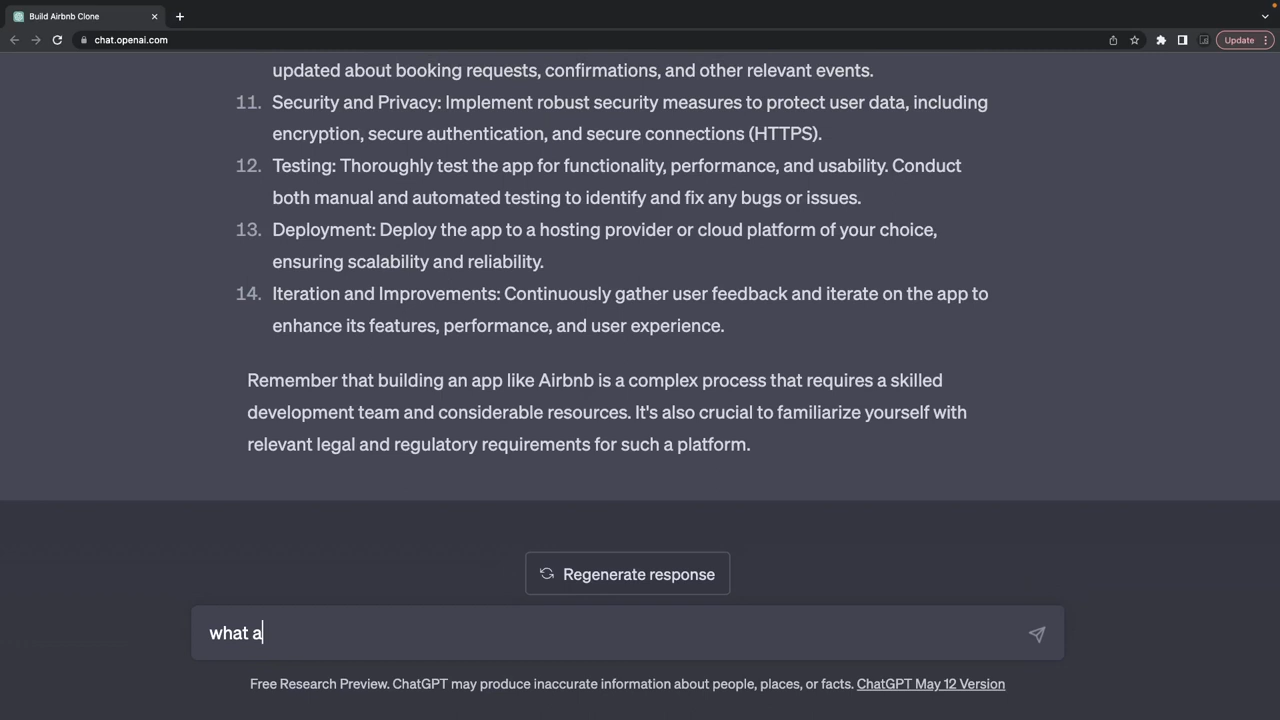 Build Airbnb Clone
chat.openai.com
Update
updated about booking requests, confirmations, and other relevant events.
11. Security and Privacy: Implement robust security measures to protect user data, including
encryption, secure authentication, and secure connections (HTTPS).
12. Testing: Thoroughly test the app for functionality, performance, and usability. Conduct
both manual and automated testing to identify and fix any bugs or issues.
13. Deployment: Deploy the app to a hosting provider or cloud platform of your choice,
ensuring scalability and reliability.
14. Iteration and Improvements: Continuously gather user feedback and iterate on the app to
enhance its features, performance, and user experience.
Remember that building an app like Airbnb is a complex process that requires a skilled
development team and considerable resources. It's also crucial to familiarize yourself with
relevant legal and regulatory requirements for such a platform.
Regenerate response
what a
Free Research Preview. ChatGPT may produce inaccurate information about people, places, or facts. ChatGPT May 12 Version